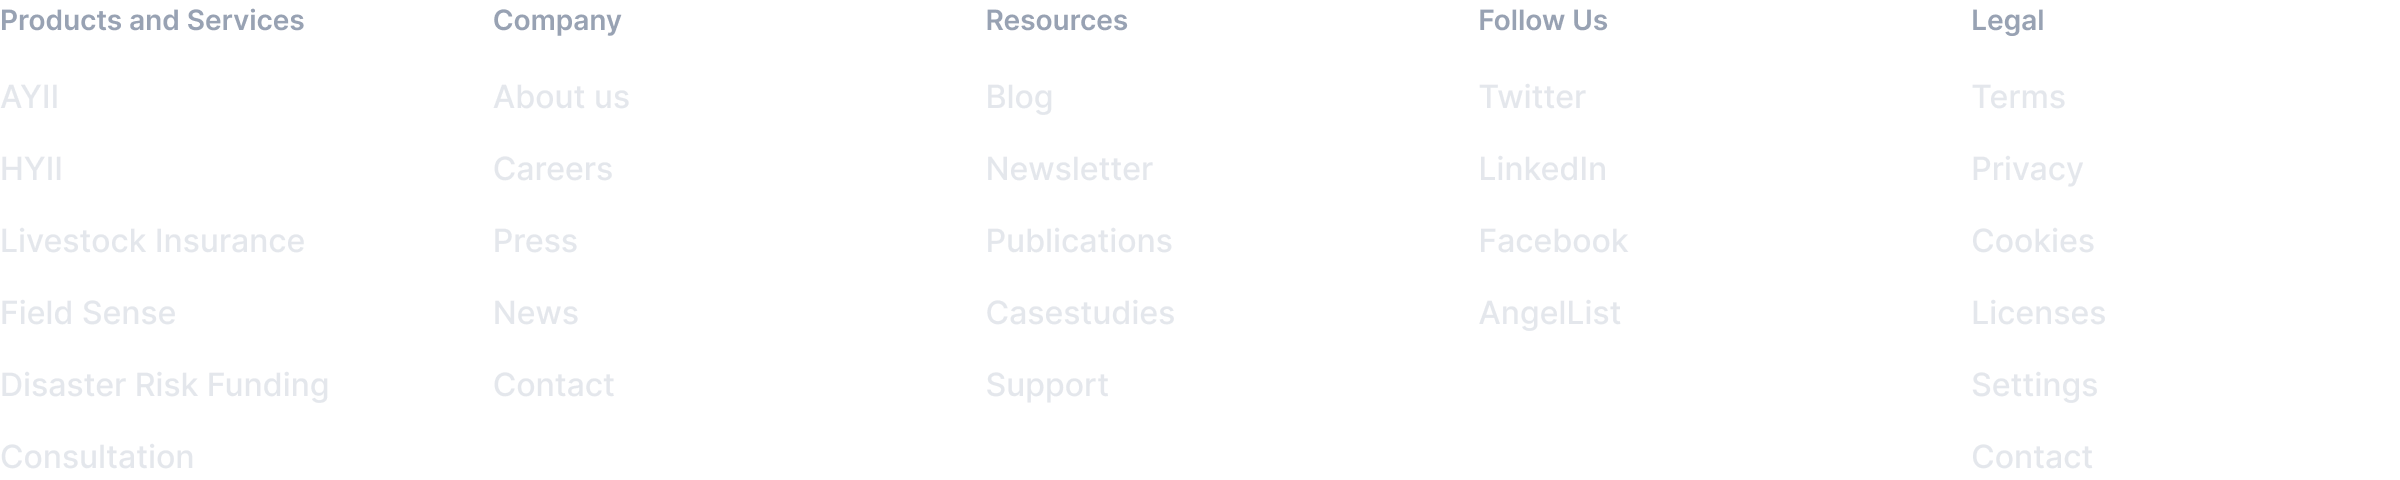 Products and Services
AYII
HYII
Livestock Insurance
Field Sense
Disaster Risk Funding
Consultation
Company
About us
Careers
Press
News
Contact
Resources
Blog
Newsletter
Publications
Casestudies
Support
Follow Us
Twitter
LinkedIn
Facebook
AngelList
Legal
Terms
Privacy
Cookies
Licenses
Settings
Contact